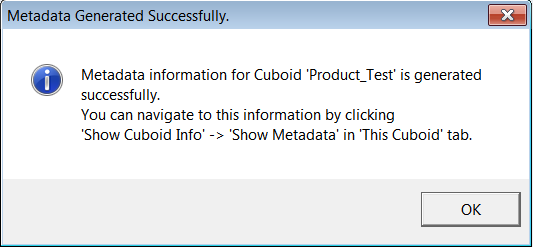 Metadata Generated Successfully.
Metadata information for Cuboid 'Product_Test' is generated
successfully.
You can navigate to this information by clicking
'Show Cuboid Info' -> 'Show Metadata' in 'This Cuboid' tab.
OK